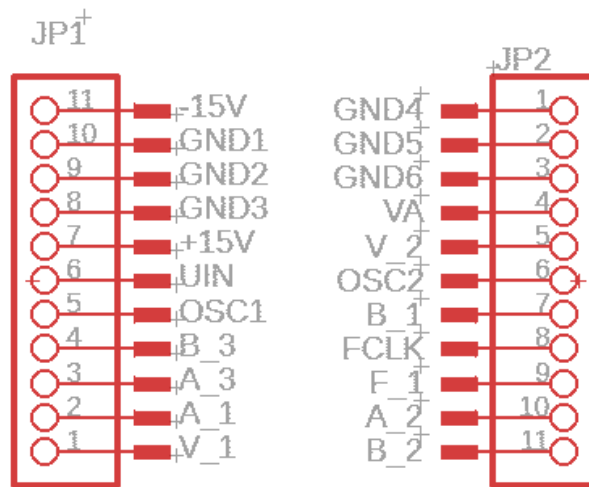 JP1
11 -15V
10 GND1
9 GND2
8 GND3
7 +15V
6 UIN
5 OSC1
4 B_3
3 A_3
2 A_1
1 V_1
JP2
GND4 1
GND5 2
GND6 3
VA 4
V_2 5
OSC2 6
B_1 7
FCLK 8
F_1 9
A_2 10
B_2 11